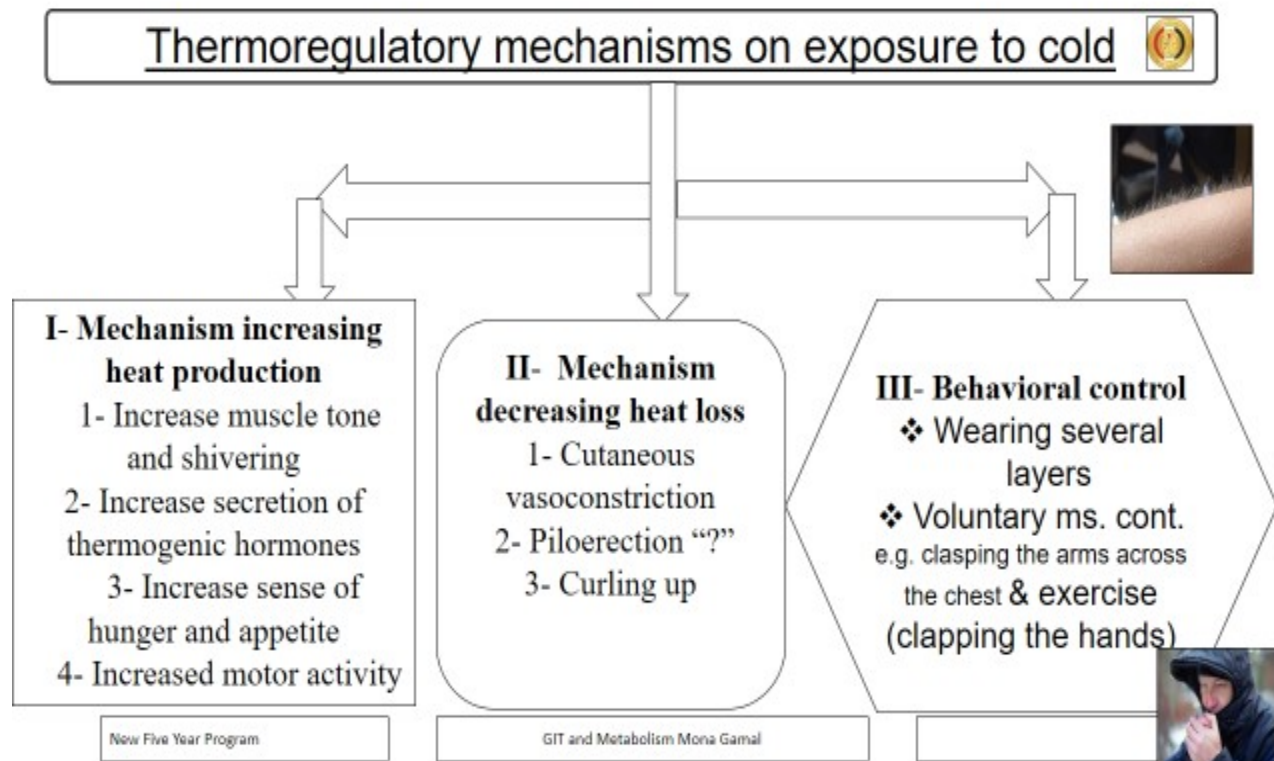 Thermoregulatory mechanisms on exposure to cold
I- Mechanism increasing
heat production
1- Increase muscle tone
and shivering
2- Increase secretion of
thermogenic hormones
3- Increase sense of
hunger and appetite
4- Increased motor activity
II- Mechanism
decreasing heat loss
1- Cutaneous
vasoconstriction
2- Piloerection “?”
3- Curling up
III- Behavioral control
❖ Wearing several
layers
❖ Voluntary ms. cont.
e.g. clasping the arms across
the chest & exercise
(clapping the hands)
New Five Year Program
GIT and Metabolism Mona Gamal